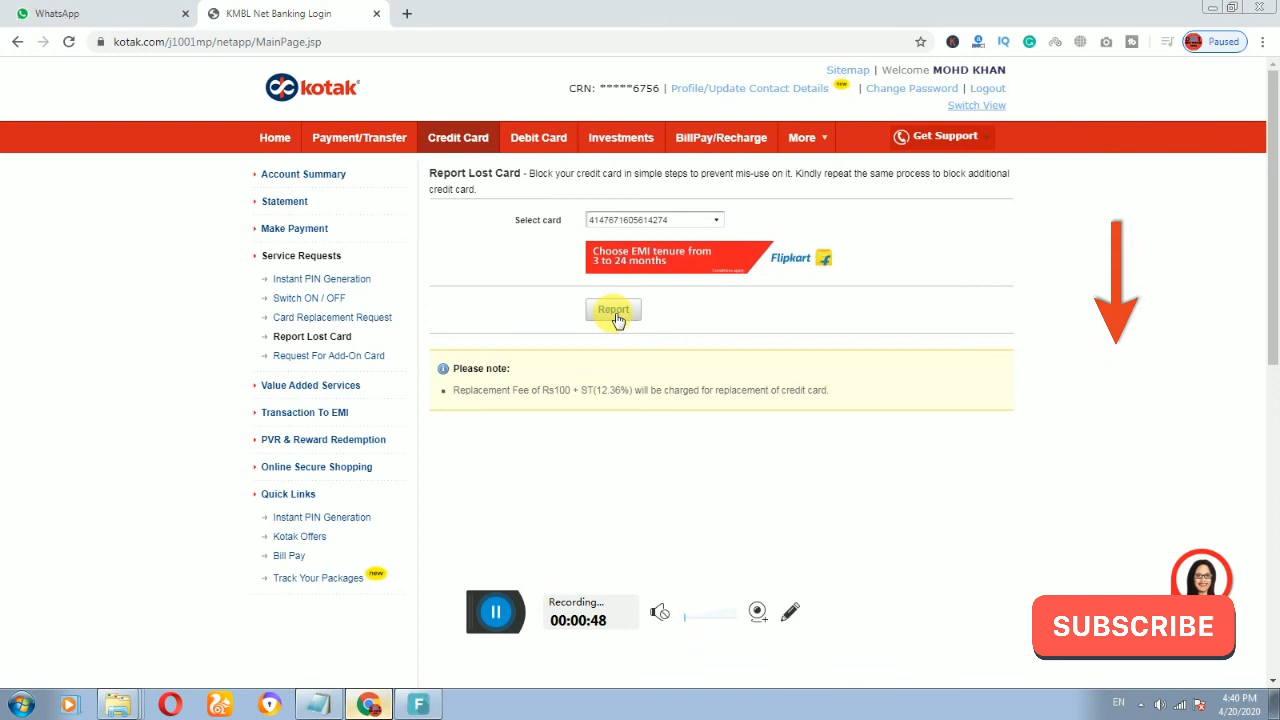 WhatsApp
KMBL Net Banking Login
kotak.com/j1001mp/netapp/MainPage.jsp
IQ
Paused
kotak
Sitemap | Welcome MOHD KHAN
CRN: *****6756 | Profile/Update Contact Details new | Change Password | Logout
Switch View
Home Payment/Transfer Credit Card Debit Card Investments BillPay/Recharge More Get Support
Account Summary
Statement
Make Payment
Service Requests
Instant PIN Generation
Switch ON / OFF
Card Replacement Request
Report Lost Card
Request For Add-On Card
Value Added Services
Transaction To EMI
PVR & Reward Redemption
Online Secure Shopping
Quick Links
Instant PIN Generation
Kotak Offers
Bill Pay
Track Your Packages new
Report Lost Card - Block your credit card in simple steps to prevent mis-use on it. Kindly repeat the same process to block additional
credit card.
Select card 4147671605614274
Choose EMI tenure from
3 to 24 months
Flipkart
Report
Please note:
Replacement Fee of Rs100 + ST(12.36%) will be charged for replacement of credit card.
Recording...
00:00:48
SUBSCRIBE
EN
4:40 PM
4/20/2020